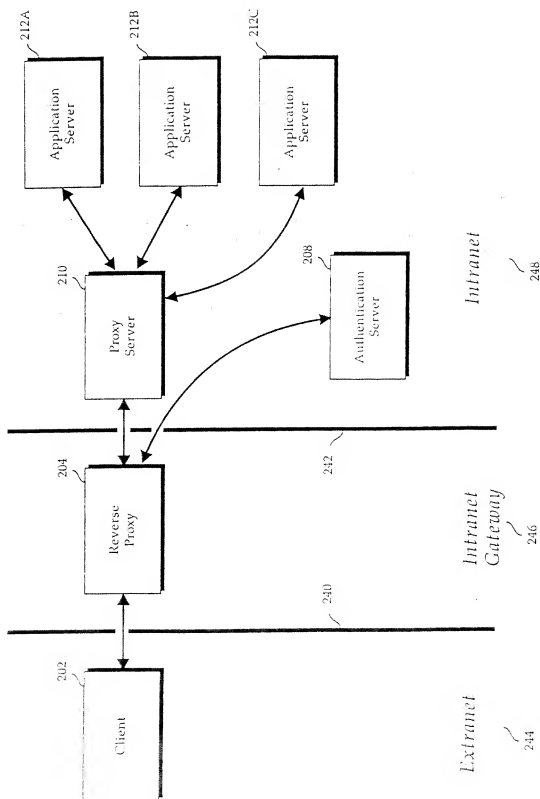 212A
Application
Server
212B
Application
Server
212C
Application
Server
210
Proxy
Server
208
Authentication
Server
Intranet
248
242
204
Reverse
Proxy
Intranet
Gateway
246
240
202
Client
Extranet
244